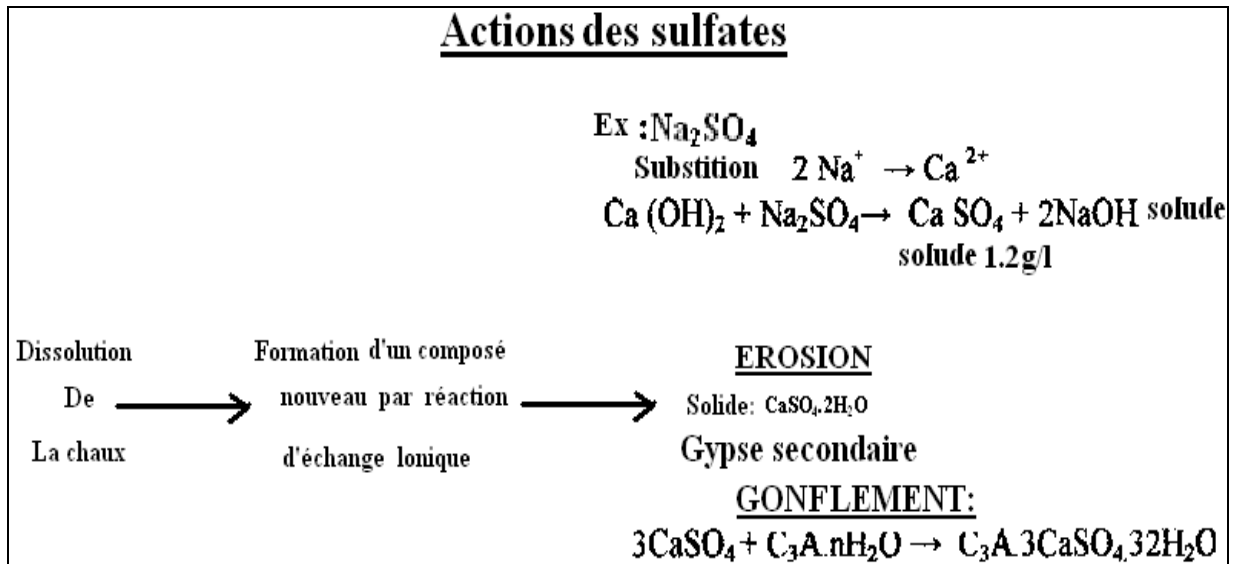 Actions des sulfates
Ex :Na₂SO₄
Substition 2 Na⁺ → Ca²⁺
Ca (OH)₂ + Na₂SO₄→ Ca SO₄ + 2NaOH solude
solude 1.2g/l
Dissolution
De
La chaux
Formation d'un composé
nouveau par réaction
d'échange Ionique
EROSION
Solide: CaSO₄.2H₂O
Gypse secondaire
GONFLEMENT:
3CaSO₄ + C₃A.nH₂O → C₃A.3CaSO₄.32H₂O